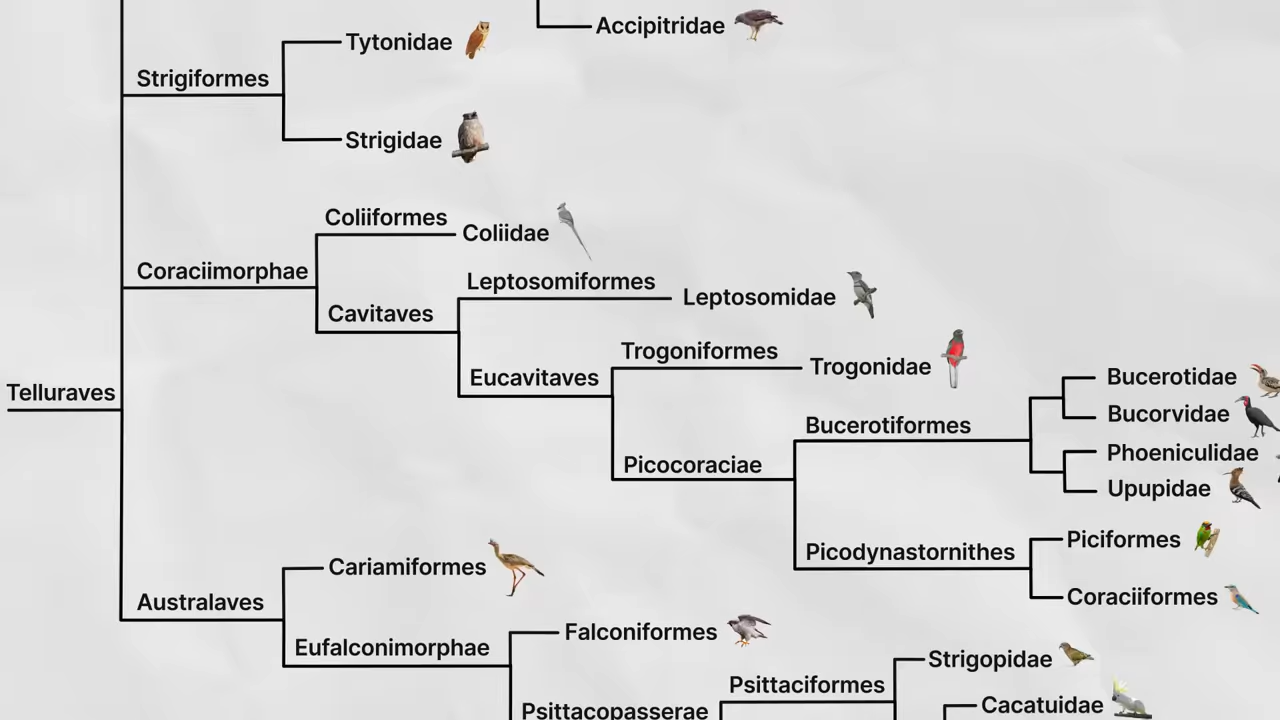 Accipitridae
Tytonidae
Strigiformes
Strigidae
Coliiformes
Coliidae
Coraciimorphae
Leptosomiformes
Leptosomidae
Cavitaves
Trogoniformes
Trogonidae
Eucavitaves
Bucerotidae
Telluraves
Bucorvidae
Bucerotiformes
Phoeniculidae
Picocoraciae
Upupidae
Piciformes
Picodynastornithes
Cariamiformes
Coraciiformes
Australaves
Falconiformes
Eufalconimorphae
Strigopidae
Psittaciformes
Cacatuidae
Psittacopasserae